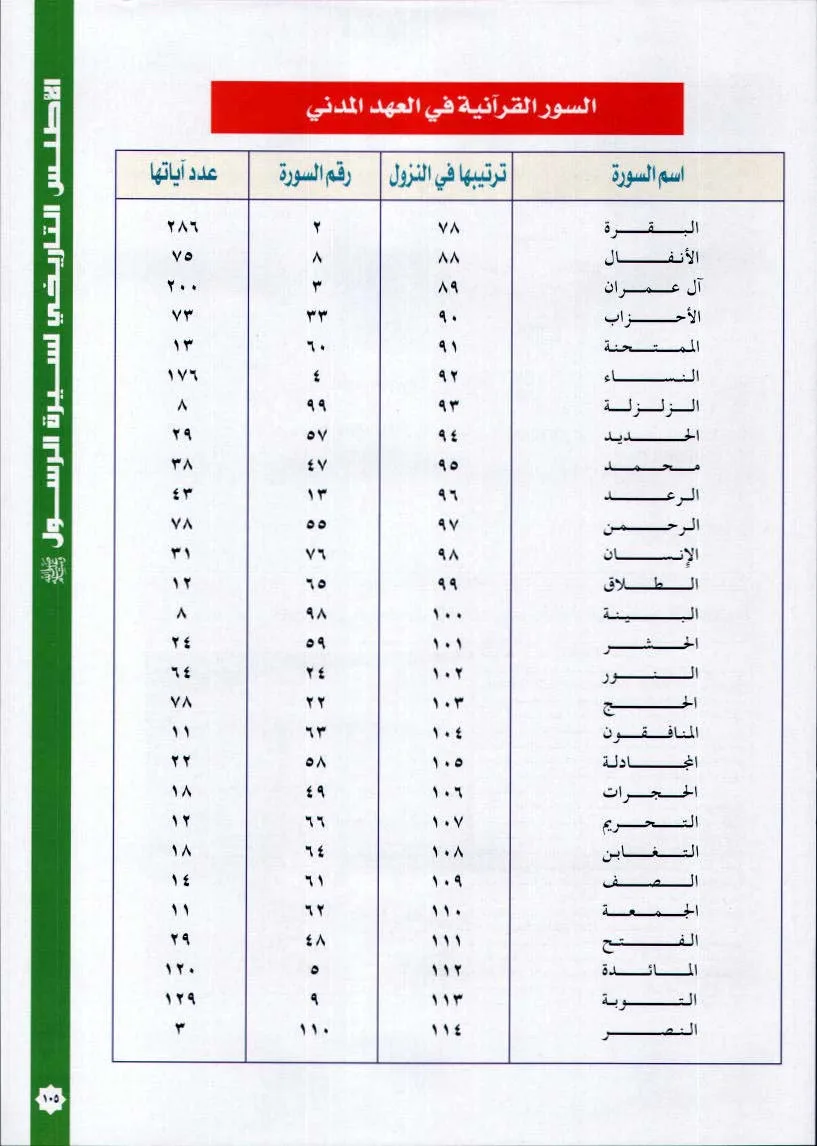 السور القرآنية في العهد المدني
اسم السورة ترتيبها في النزول رقم السورة عدد آياتها
البقرة ٧٨ ٢ ٢٨٦
الأنفال ٨٨ ٨ ٧٥
آل عمران ٨٩ ٣ ٢٠٠
الأحزاب ٩٠ ٣٣ ٧٣
الممتحنة ٩١ ٦٠ ١٣
النساء ٩٢ ٤ ١٧٦
الزلزلة ٩٣ ٩٩ ٨
الحديد ٩٤ ٥٧ ٢٩
محمد ٩٥ ٤٧ ٣٨
الرعد ٩٦ ١٣ ٤٣
الرحمن ٩٧ ٥٥ ٧٨
الإنسان ٩٨ ٧٦ ٣١
الطلاق ٩٩ ٦٥ ١٢
البينة ١٠٠ ٩٨ ٨
الحشر ١٠١ ٥٩ ٢٤
النور ١٠٢ ٢٤ ٦٤
الحج ١٠٣ ٢٢ ٧٨
المنافقون ١٠٤ ٦٣ ١١
المجادلة ١٠٥ ٥٨ ٢٢
الحجرات ١٠٦ ٤٩ ١٨
التحريم ١٠٧ ٦٦ ١٢
التغابن ١٠٨ ٦٤ ١٨
الصف ١٠٩ ٦١ ١٤
الجمعة ١١٠ ٦٢ ١١
الفتح ١١١ ٤٨ ٢٩
المائدة ١١٢ ٥ ١٢٠
التوبة ١١٣ ٩ ١٢٩
النصر ١١٤ ١١٠ ٣
الأطلس التاريخي لسيرة الرسول ﷺ
١٠٥